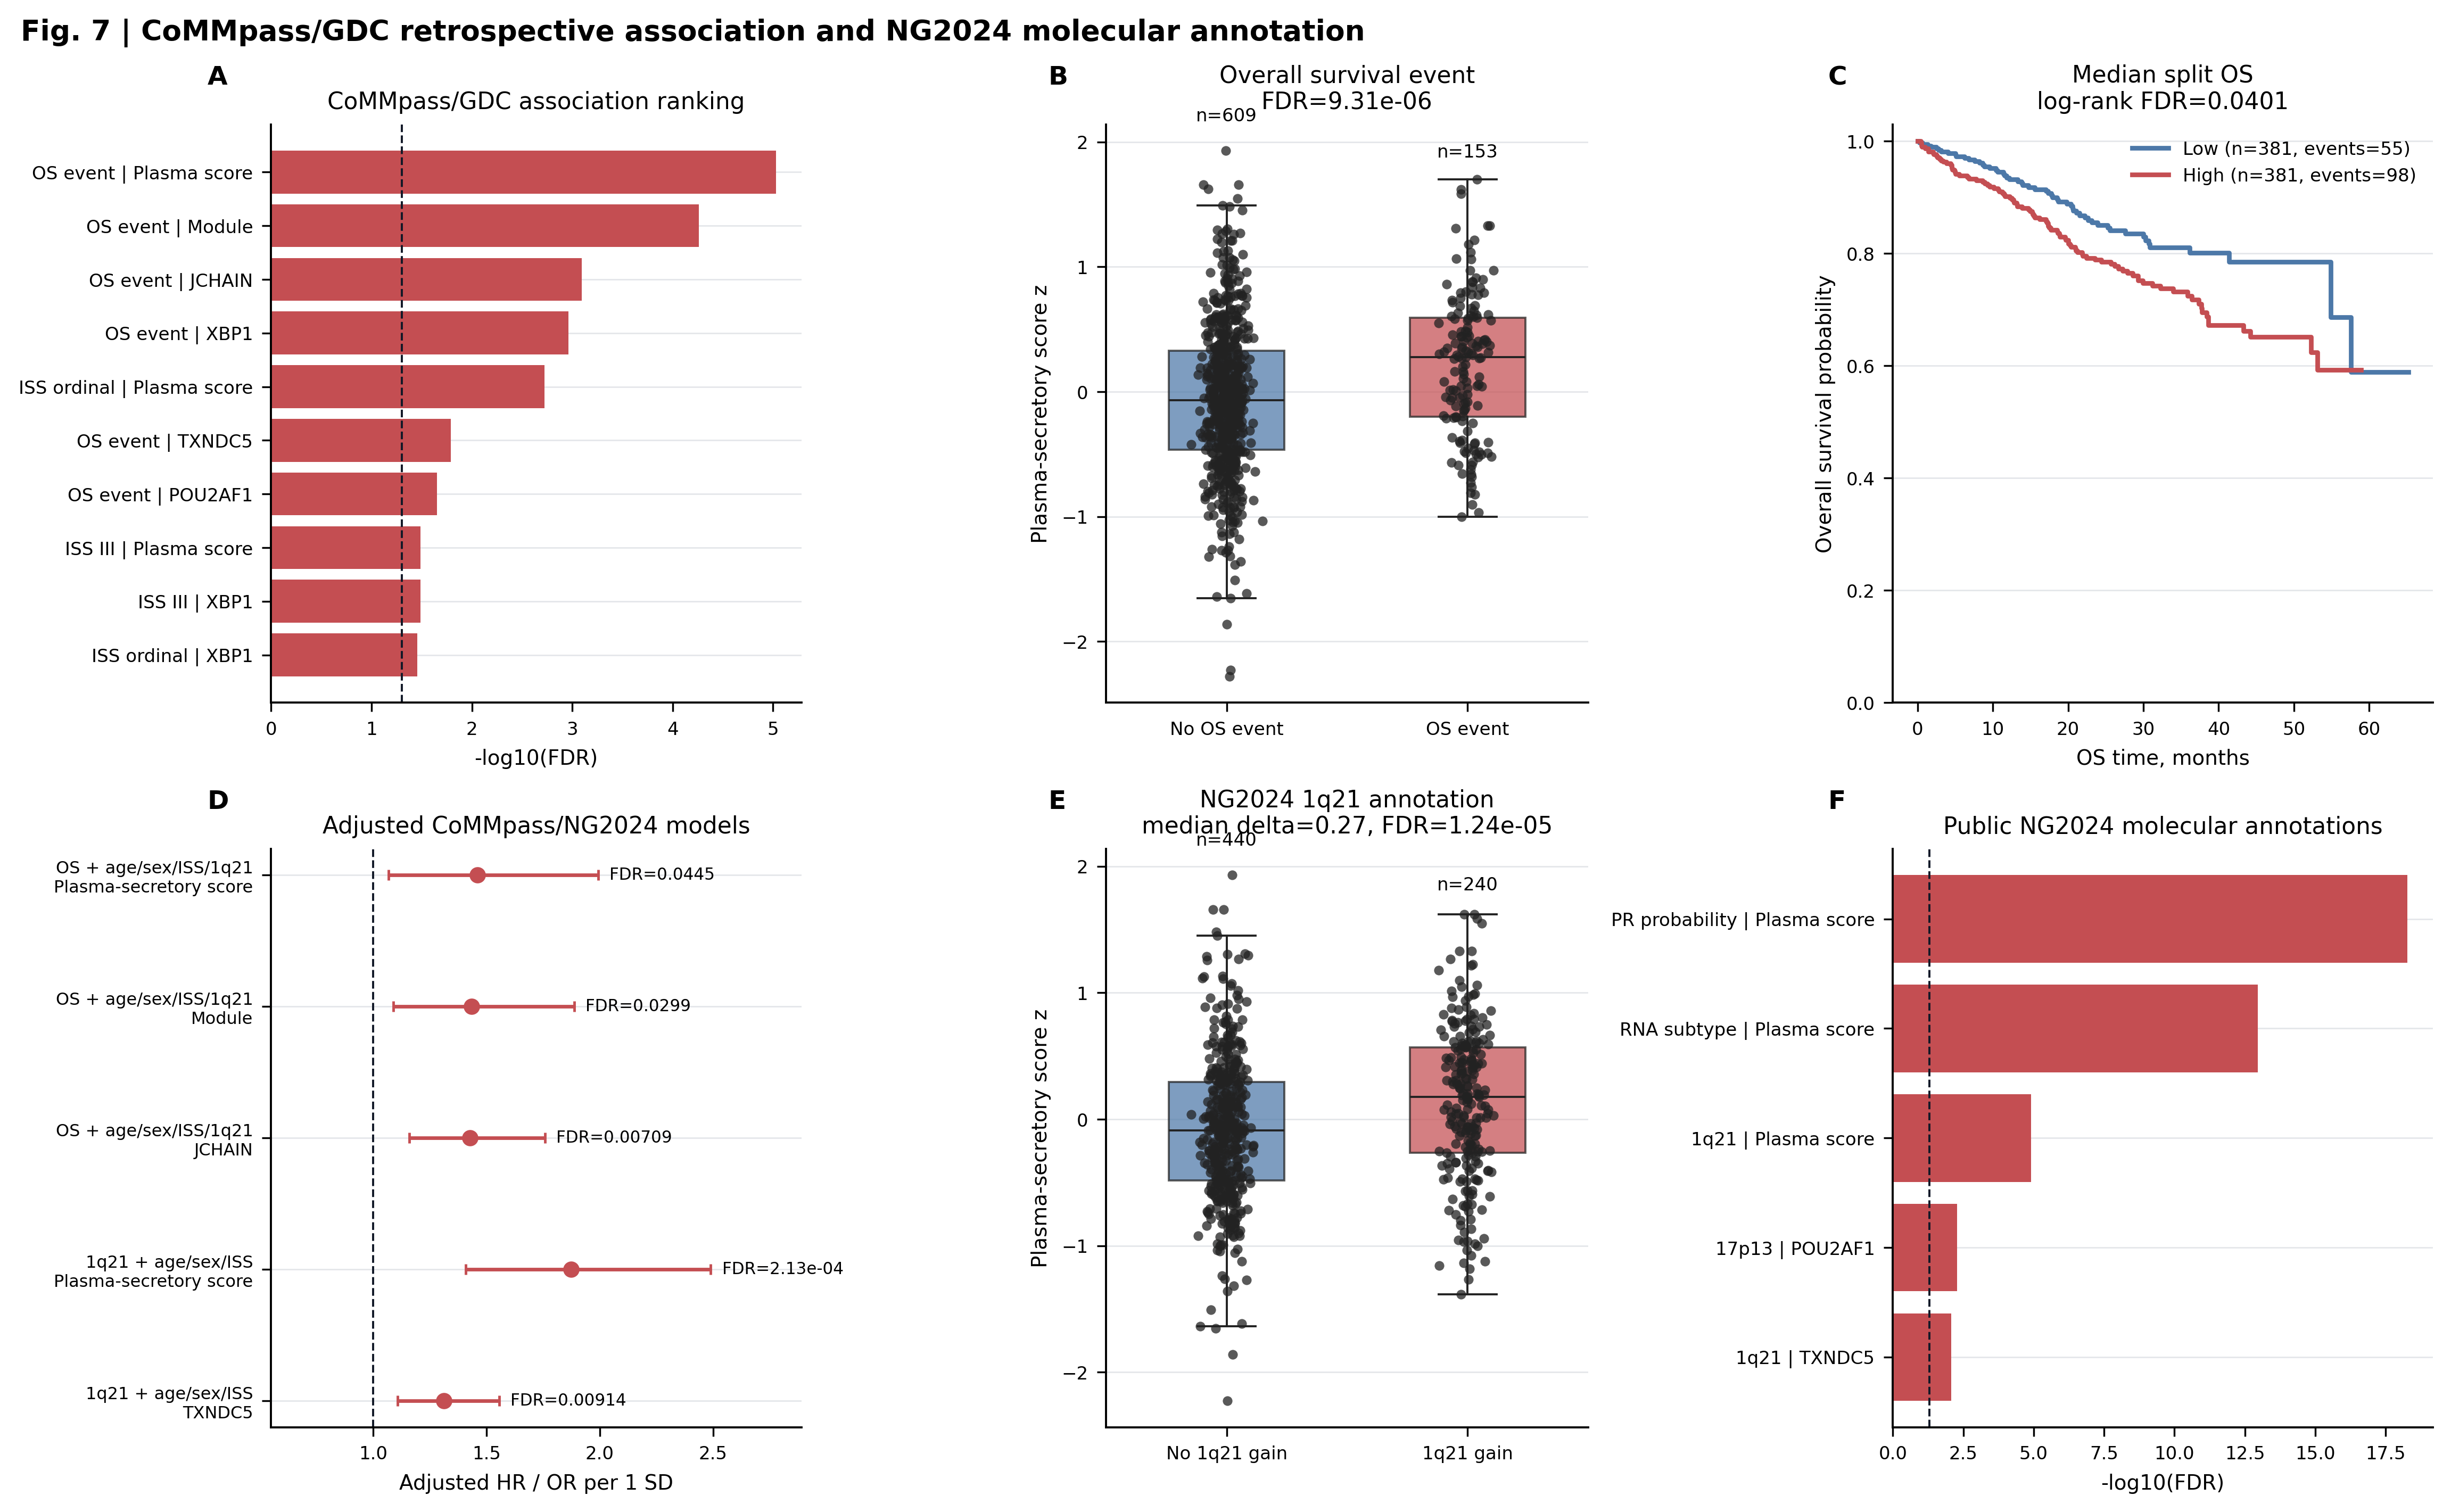 Fig. 7 | CoMMpass/GDC retrospective association and NG2024 molecular annotation
A
CoMMpass/GDC association ranking
OS event | Plasma score
OS event | Module
OS event | JCHAIN
OS event | XBP1
ISS ordinal | Plasma score
OS event | TXNDC5
OS event | POU2AF1
ISS III | Plasma score
ISS III | XBP1
ISS ordinal | XBP1
0 1 2 3 4 5
-log10(FDR)
B
Overall survival event
FDR=9.31e-06
n=609
n=153
Plasma-secretory score z
2
1
0
−1
−2
No OS event OS event
C
Median split OS
log-rank FDR=0.0401
Low (n=381, events=55)
High (n=381, events=98)
Overall survival probability
1.0
0.8
0.6
0.4
0.2
0.0
0 10 20 30 40 50 60
OS time, months
D
Adjusted CoMMpass/NG2024 models
OS + age/sex/ISS/1q21
Plasma-secretory score
FDR=0.0445
OS + age/sex/ISS/1q21
Module
FDR=0.0299
OS + age/sex/ISS/1q21
JCHAIN
FDR=0.00709
1q21 + age/sex/ISS
Plasma-secretory score
FDR=2.13e-04
1q21 + age/sex/ISS
TXNDC5
FDR=0.00914
1.0 1.5 2.0 2.5
Adjusted HR / OR per 1 SD
E
NG2024 1q21 annotation
median delta=0.27, FDR=1.24e-05
n=440
n=240
Plasma-secretory score z
2
1
0
−1
−2
No 1q21 gain 1q21 gain
F
Public NG2024 molecular annotations
PR probability | Plasma score
RNA subtype | Plasma score
1q21 | Plasma score
17p13 | POU2AF1
1q21 | TXNDC5
0.0 2.5 5.0 7.5 10.0 12.5 15.0 17.5
-log10(FDR)